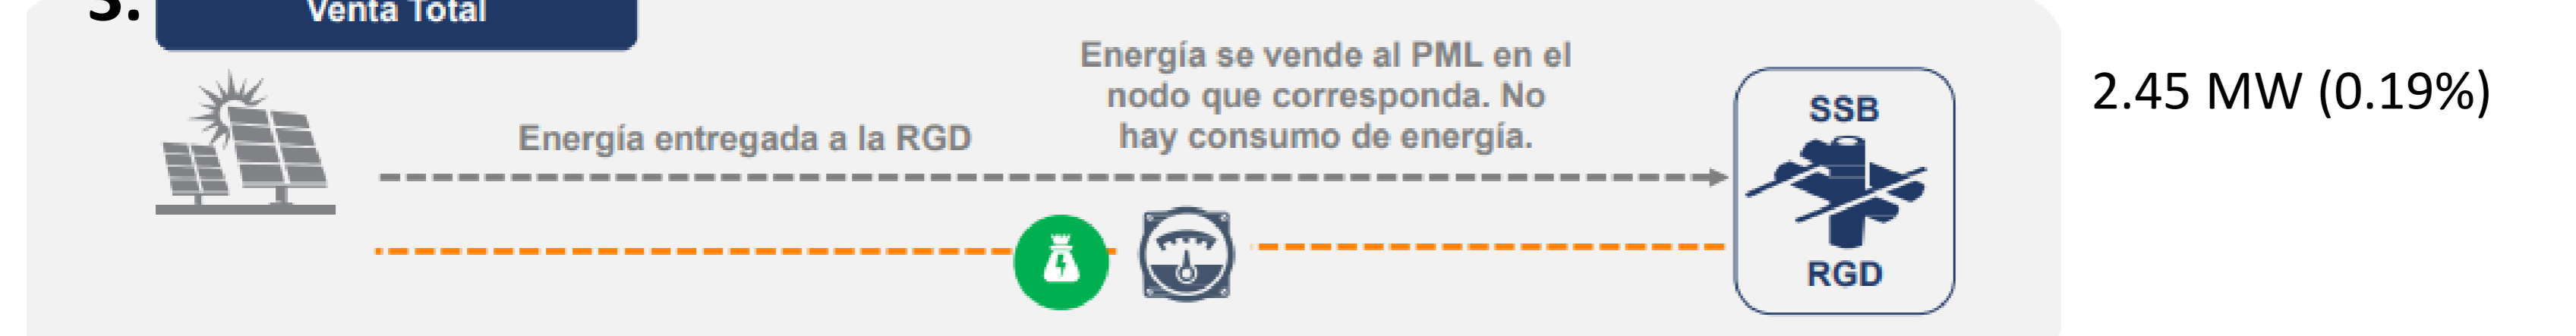 3.
Venta Total
Energía se vende al PML en el
nodo que corresponda. No
hay consumo de energía.
Energía entregada a la RGD
SSB
RGD
2.45 MW (0.19%)